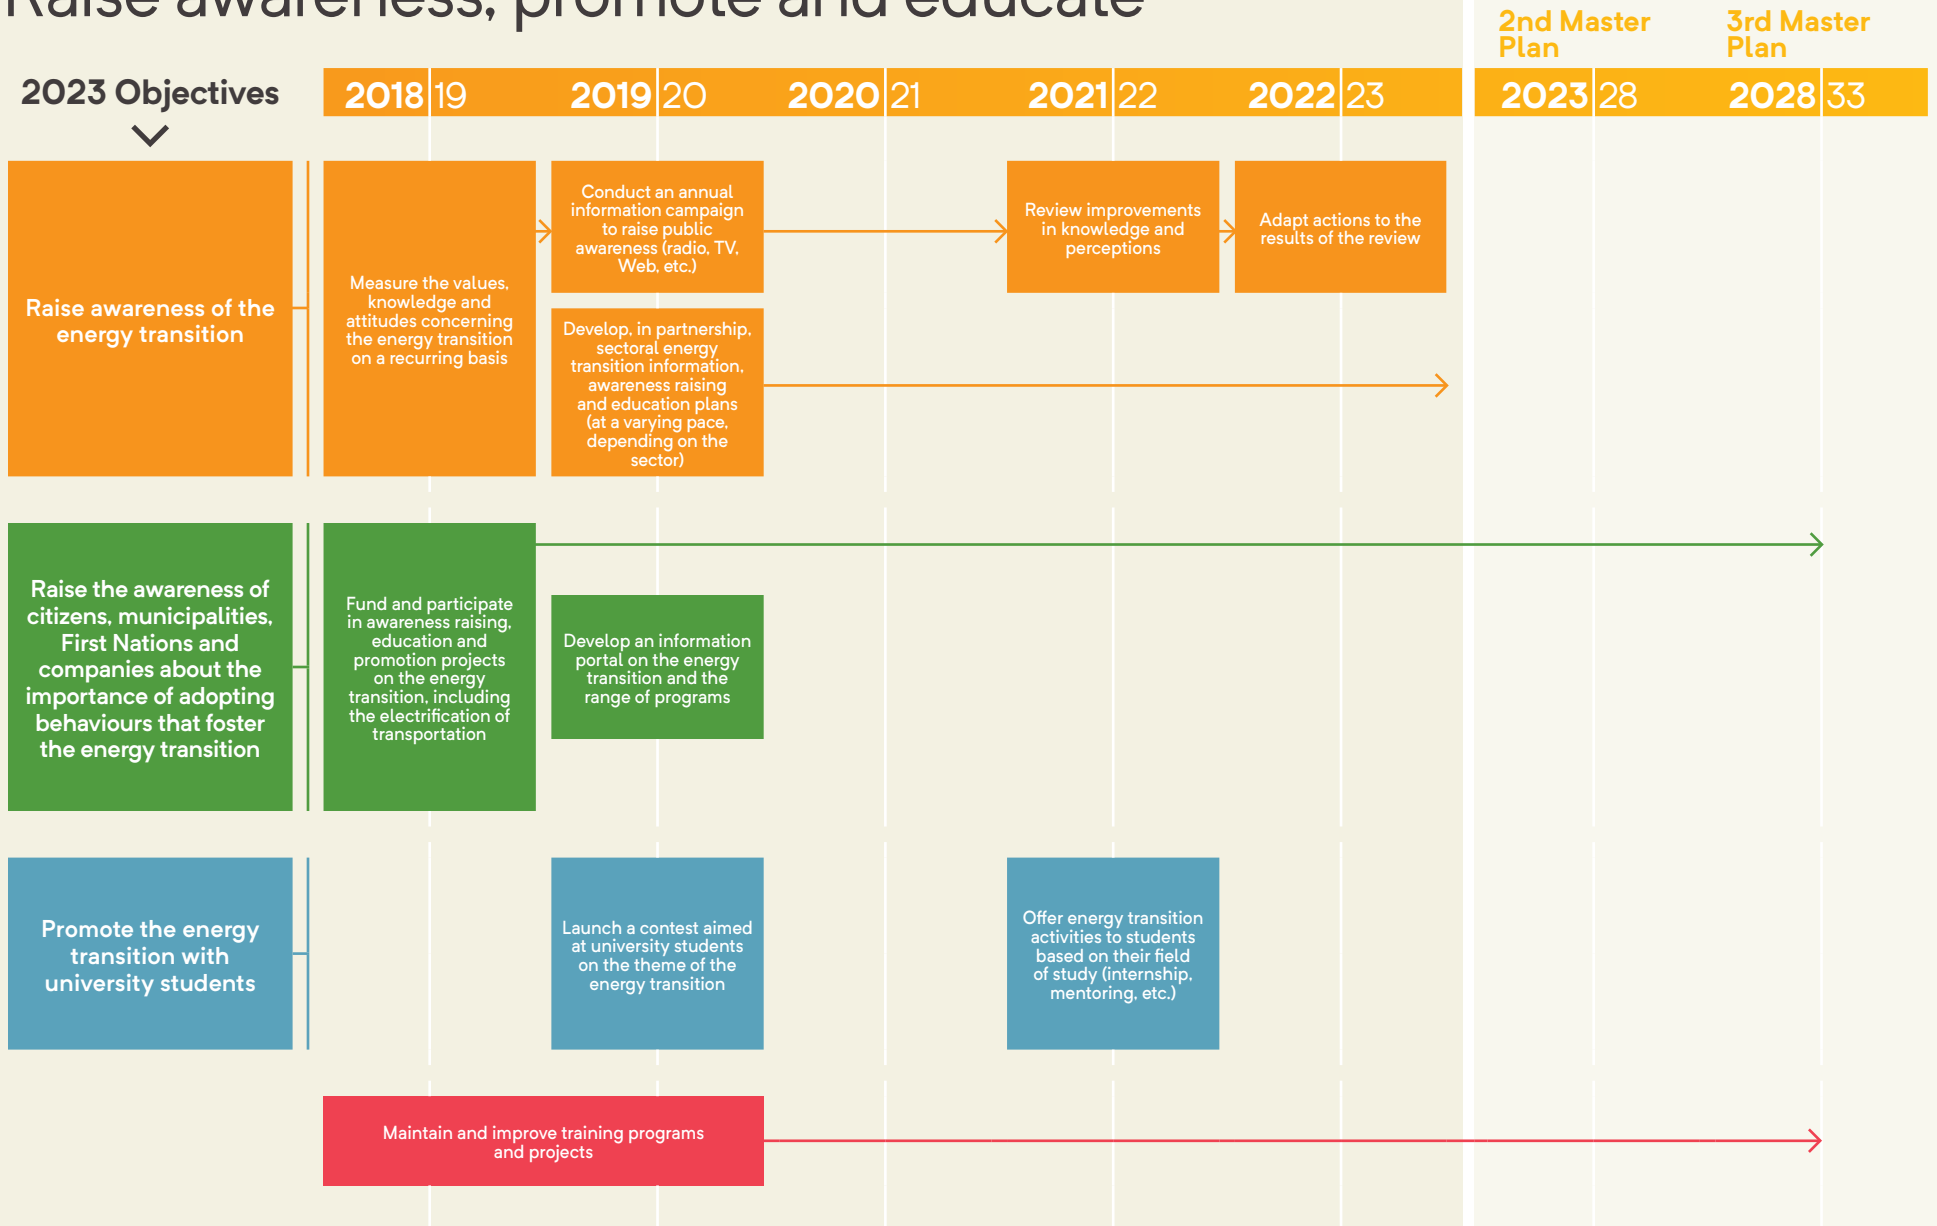 Raise awareness, promote and educate
2nd Master
Plan
3rd Master
Plan
2023 Objectives
2018|19
2019|20
2020|21
2021|22
2022|23
2023|28
2028|33
Raise awareness of the
energy transition
Measure the values,
knowledge and
attitudes concerning
the energy transition
on a recurring basis
Conduct an annual
information campaign
to raise public
awareness (radio, TV,
Web, etc.)
Develop, in partnership,
sectoral energy
transition information,
awareness raising
and education plans
(at a varying pace,
depending on the
sector)
Review improvements
in knowledge and
perceptions
Adapt actions to the
results of the review
Raise the awareness of
citizens, municipalities,
First Nations and
companies about the
importance of adopting
behaviours that foster
the energy transition
Fund and participate
in awareness raising,
education and
promotion projects
on the energy
transition, including
the electrification of
transportation
Develop an information
portal on the energy
transition and the
range of programs
Promote the energy
transition with
university students
Launch a contest aimed
at university students
on the theme of the
energy transition
Offer energy transition
activities to students
based on their field
of study (internship,
mentoring, etc.)
Maintain and improve training programs
and projects